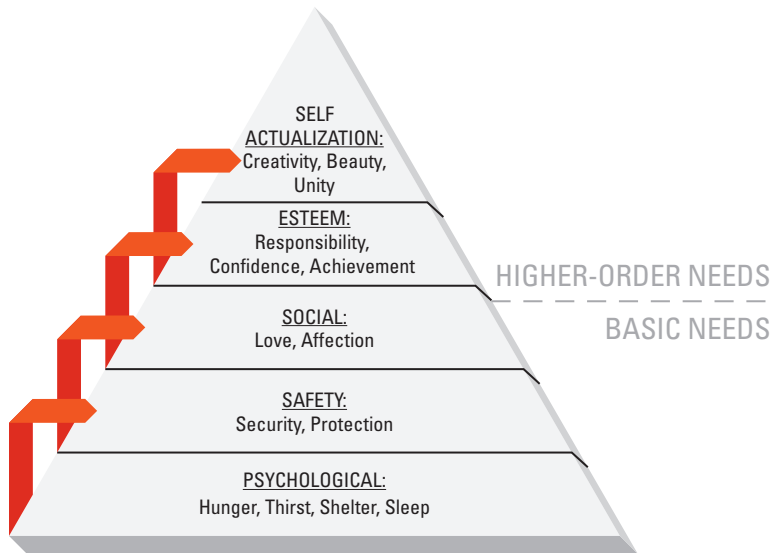 SELF
ACTUALIZATION:
Creativity, Beauty,
Unity
ESTEEM:
Responsibility,
Confidence, Achievement
HIGHER-ORDER NEEDS
BASIC NEEDS
SOCIAL:
Love, Affection
SAFETY:
Security, Protection
PSYCHOLOGICAL:
Hunger, Thirst, Shelter, Sleep